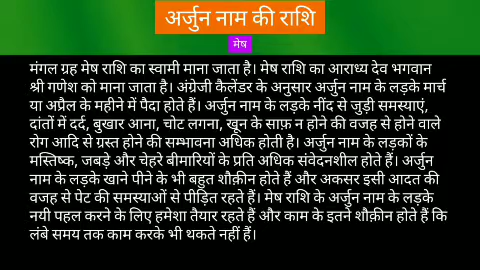 अर्जुन नाम की राशि
मेष
मंगल ग्रह मेष राशि का स्वामी माना जाता है। मेष राशि का आराध्य देव भगवान
श्री गणेश को माना जाता है। अंग्रेजी कैलेंडर के अनुसार अर्जुन नाम के लड़के मार्च
या अप्रैल के महीने में पैदा होते हैं। अर्जुन नाम के लड़के नींद से जुड़ी समस्याएं,
दांतों में दर्द, बुखार आना, चोट लगना, खून के साफ़ न होने की वजह से होने वाले
रोग आदि से ग्रस्त होने की सम्भावना अधिक होती है। अर्जुन नाम के लड़कों के
मस्तिष्क, जबड़े और चेहरे बीमारियों के प्रति अधिक संवेदनशील होते हैं। अर्जुन
नाम के लड़के खाने पीने के भी बहुत शौक़ीन होते हैं और अकसर इसी आदत की
वजह से पेट की समस्याओं से पीड़ित रहते हैं। मेष राशि के अर्जुन नाम के लड़के
नयी पहल करने के लिए हमेशा तैयार रहते हैं और काम के इतने शौक़ीन होते हैं कि
लंबे समय तक काम करके भी थकते नहीं हैं।